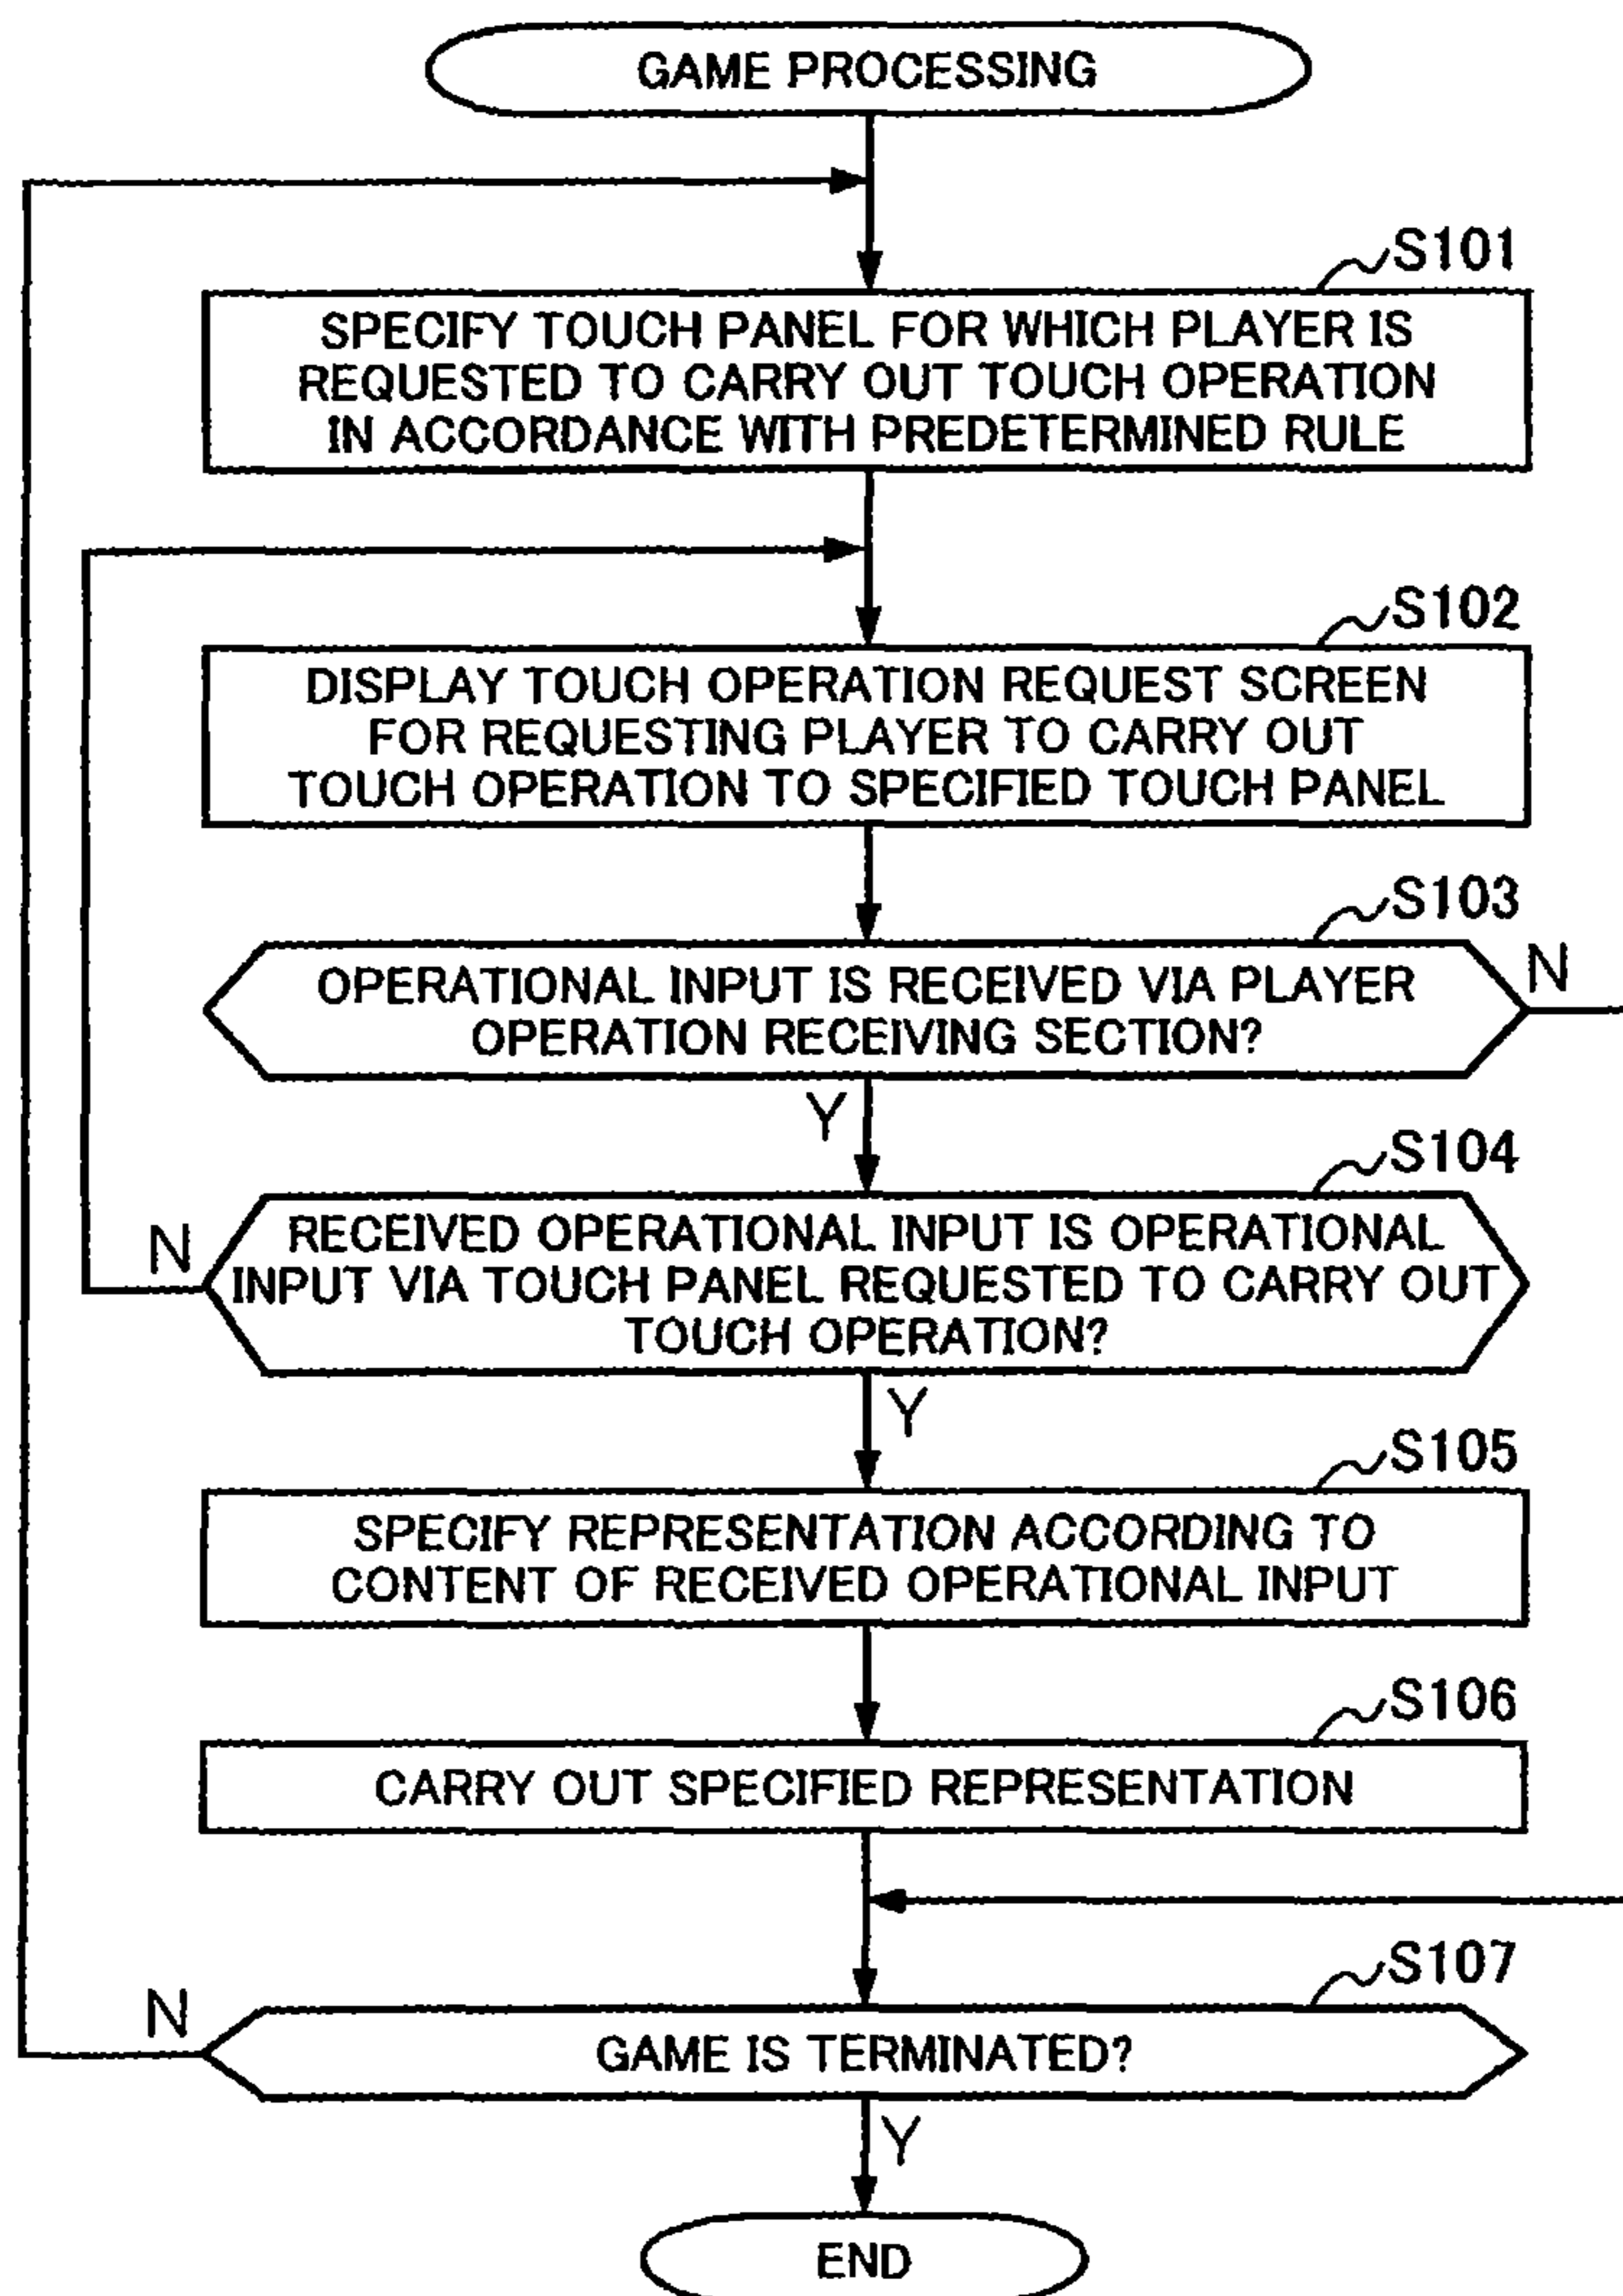 GAME PROCESSING
S101
SPECIFY TOUCH PANEL FOR WHICH PLAYER IS
REQUESTED TO CARRY OUT TOUCH OPERATION
IN ACCORDANCE WITH PREDETERMINED RULE
S102
DISPLAY TOUCH OPERATION REQUEST SCREEN
FOR REQUESTING PLAYER TO CARRY OUT
TOUCH OPERATION TO SPECIFIED TOUCH PANEL
S103
OPERATIONAL INPUT IS RECEIVED VIA PLAYER
OPERATION RECEIVING SECTION?
N
Y
S104
N
RECEIVED OPERATIONAL INPUT IS OPERATIONAL
INPUT VIA TOUCH PANEL REQUESTED TO CARRY OUT
TOUCH OPERATION?
Y
S105
SPECIFY REPRESENTATION ACCORDING TO
CONTENT OF RECEIVED OPERATIONAL INPUT
S106
CARRY OUT SPECIFIED REPRESENTATION
S107
N
GAME IS TERMINATED?
Y
END